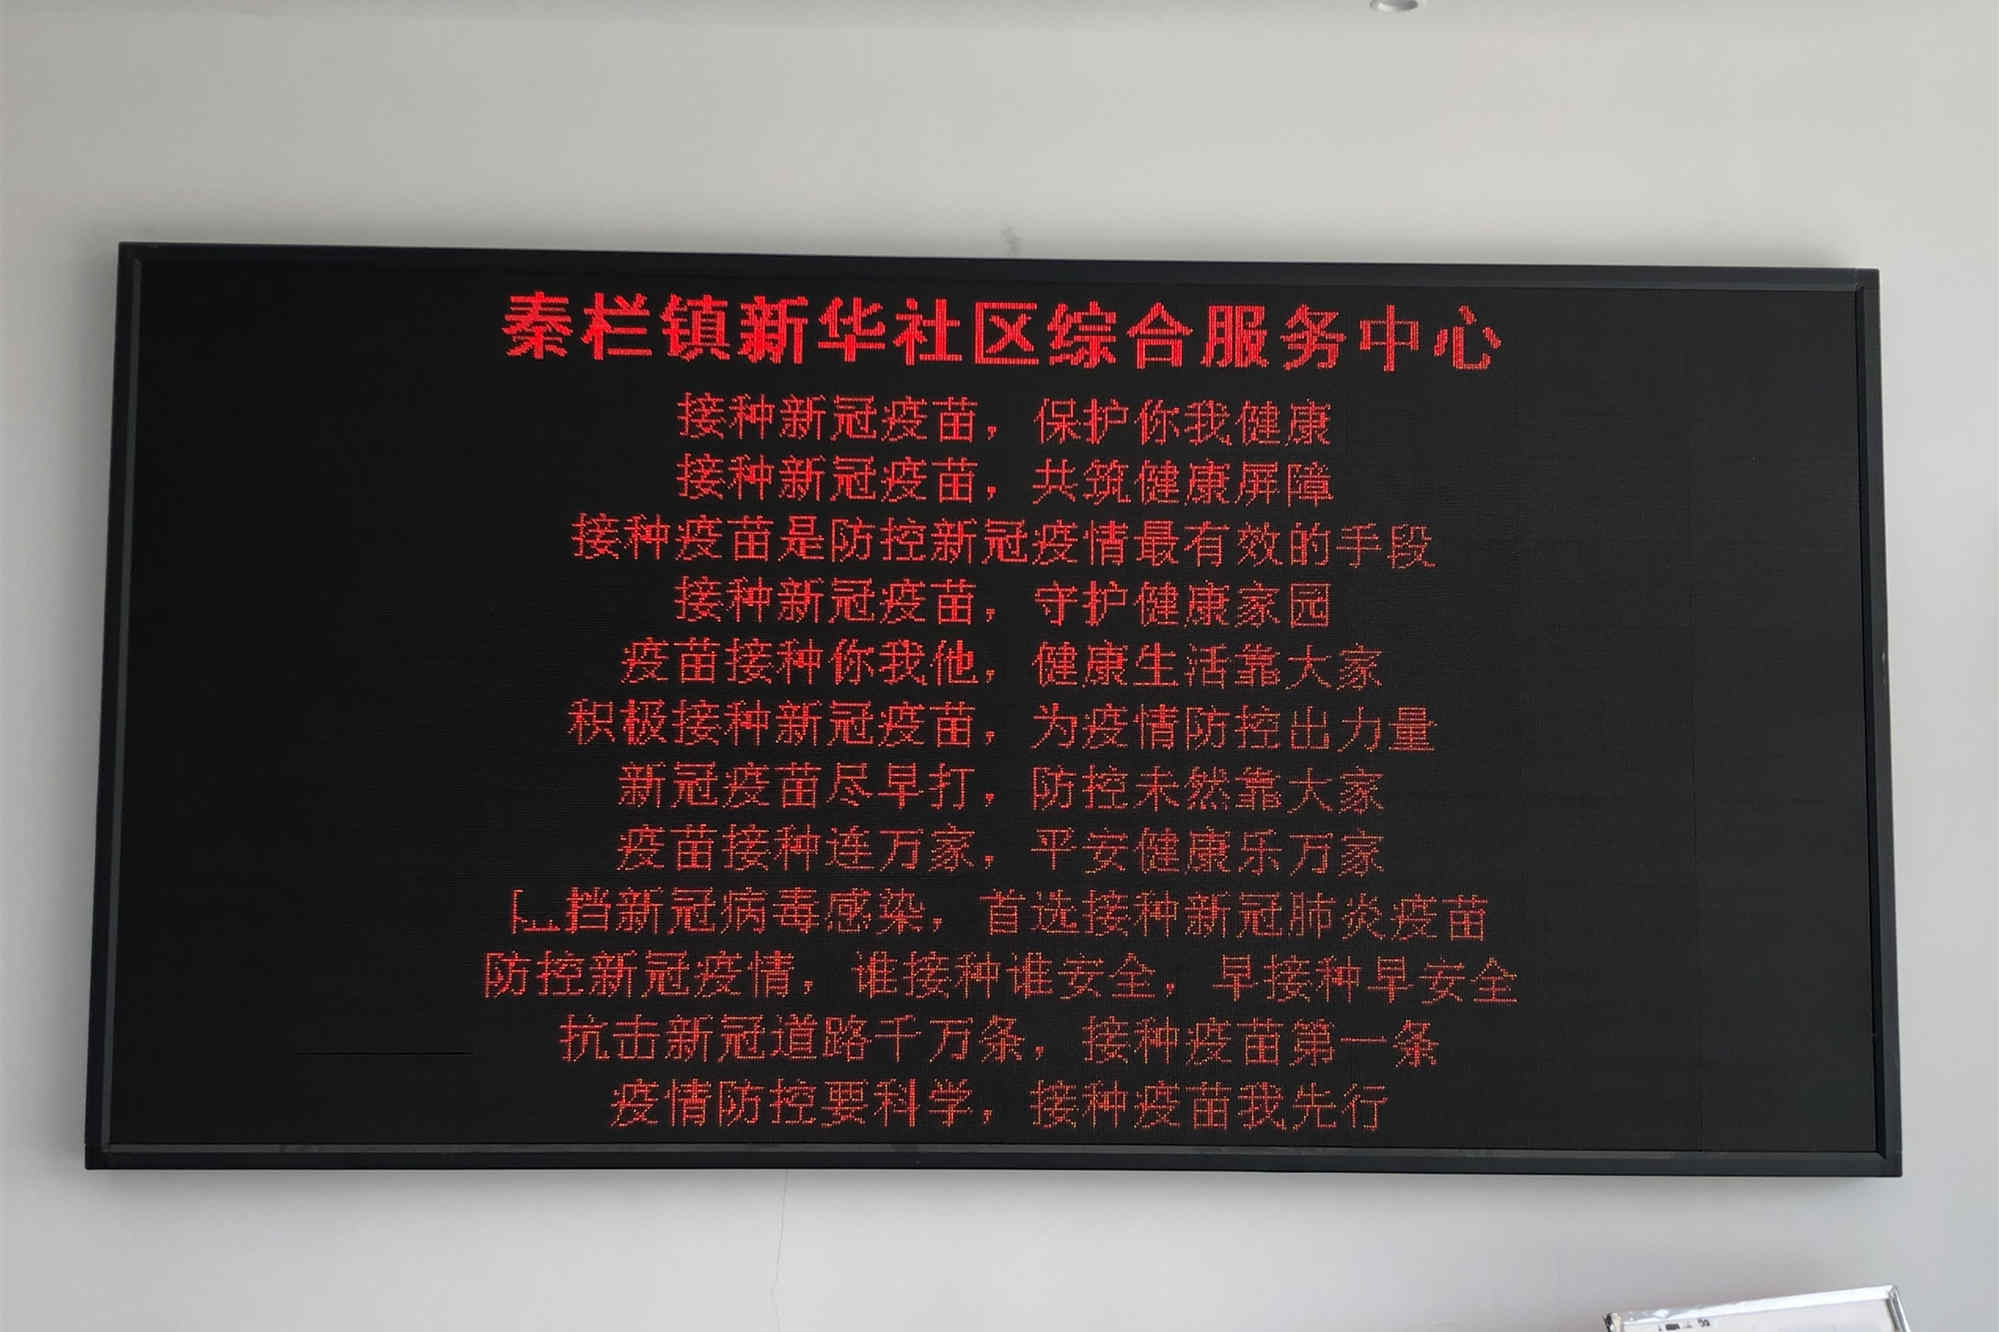 秦栏镇新华社区综合服务中心
接种新冠疫苗，保护你我健康
接种新冠疫苗，共筑健康屏障
接种疫苗是防控新冠疫情最有效的手段
接种新冠疫苗，守护健康家园
疫苗接种你我他，健康生活靠大家
积极接种新冠疫苗，为疫情防控出力量
新冠疫苗尽早打，防控未然靠大家
疫苗接种连万家，平安健康乐万家
挡新冠病毒感染，首选接种新冠肺炎疫苗
防控新冠疫情，谁接种谁安全，早接种早安全
抗击新冠道路千万条，接种疫苗第一条
疫情防控要科学，接种疫苗我先行